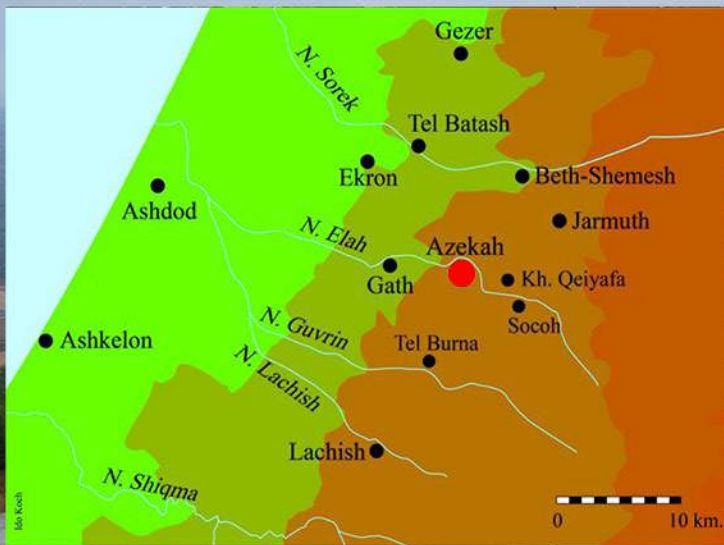 Gezer
N. Sorek
Tel Batash
Ekron
Beth-Shemesh
Ashdod
Jarmuth
N. Elah
Azekah
Gath
Kh. Qeiyafa
Socoh
N. Guvrin
Ashkelon
Tel Burna
N. Lachish
Lachish
N. Shiqma
Ido Koch
0 10 km.